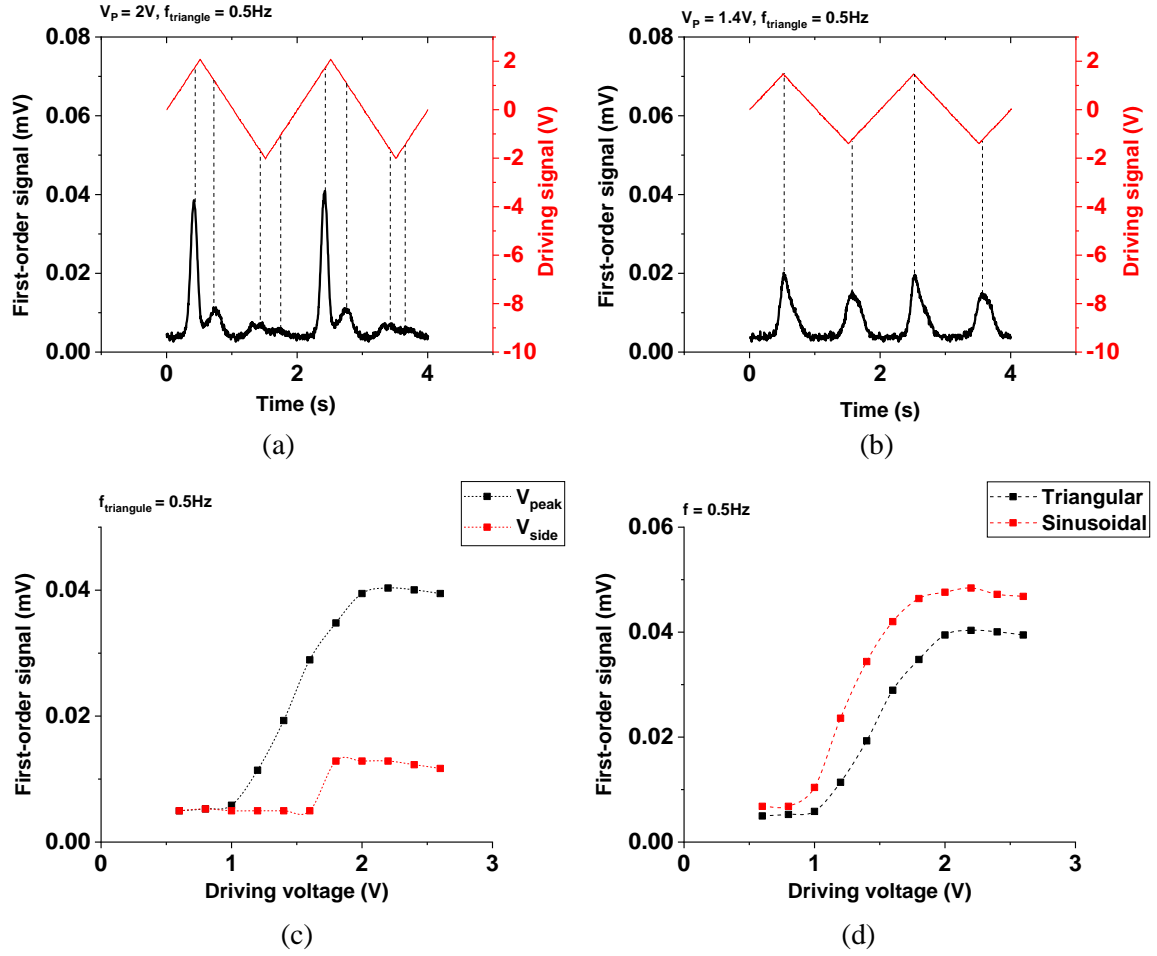 V_P = 2V, f_triangle = 0.5Hz
0.08
0.06
0.04
0.02
0.00
First-order signal (mV)
2
0
-2
-4
-6
-8
-10
Driving signal (V)
0 2 4
Time (s)
(a)
V_P = 1.4V, f_triangle = 0.5Hz
0.08
0.06
0.04
0.02
0.00
First-order signal (mV)
2
0
-2
-4
-6
-8
-10
Driving signal (V)
0 2 4
Time (s)
(b)
f_triangule = 0.5Hz
V_peak
V_side
0.04
0.02
0.00
First-order signal (mV)
0 1 2 3
Driving voltage (V)
(c)
f = 0.5Hz
Triangular
Sinusoidal
0.06
0.04
0.02
0.00
First-order signal (mV)
0 1 2 3
Driving voltage (V)
(d)